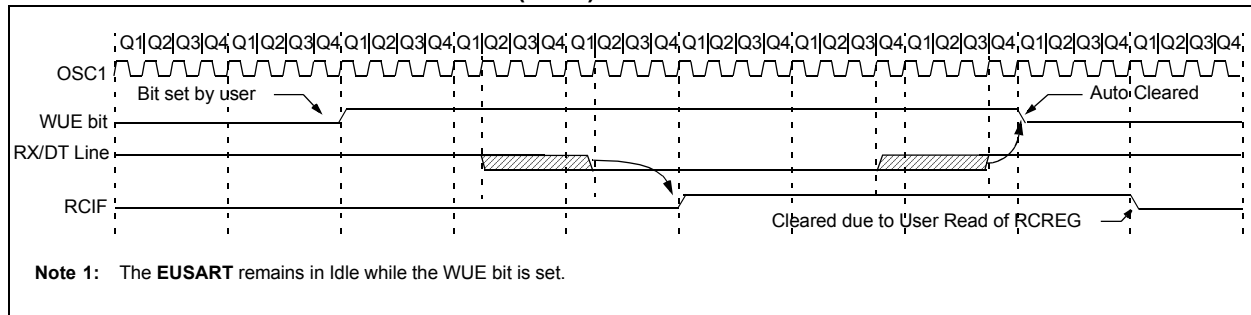 Q1|Q2|Q3|Q4|Q1|Q2|Q3|Q4|Q1|Q2|Q3|Q4|Q1|Q2|Q3|Q4|Q1|Q2|Q3|Q4|Q1|Q2|Q3|Q4|Q1|Q2|Q3|Q4|Q1|Q2|Q3|Q4|Q1|Q2|Q3|Q4|Q1|Q2|Q3|Q4
OSC1
Bit set by user
Auto Cleared
WUE bit
RX/DT Line
RCIF
Cleared due to User Read of RCREG
Note 1: The EUSART remains in Idle while the WUE bit is set.